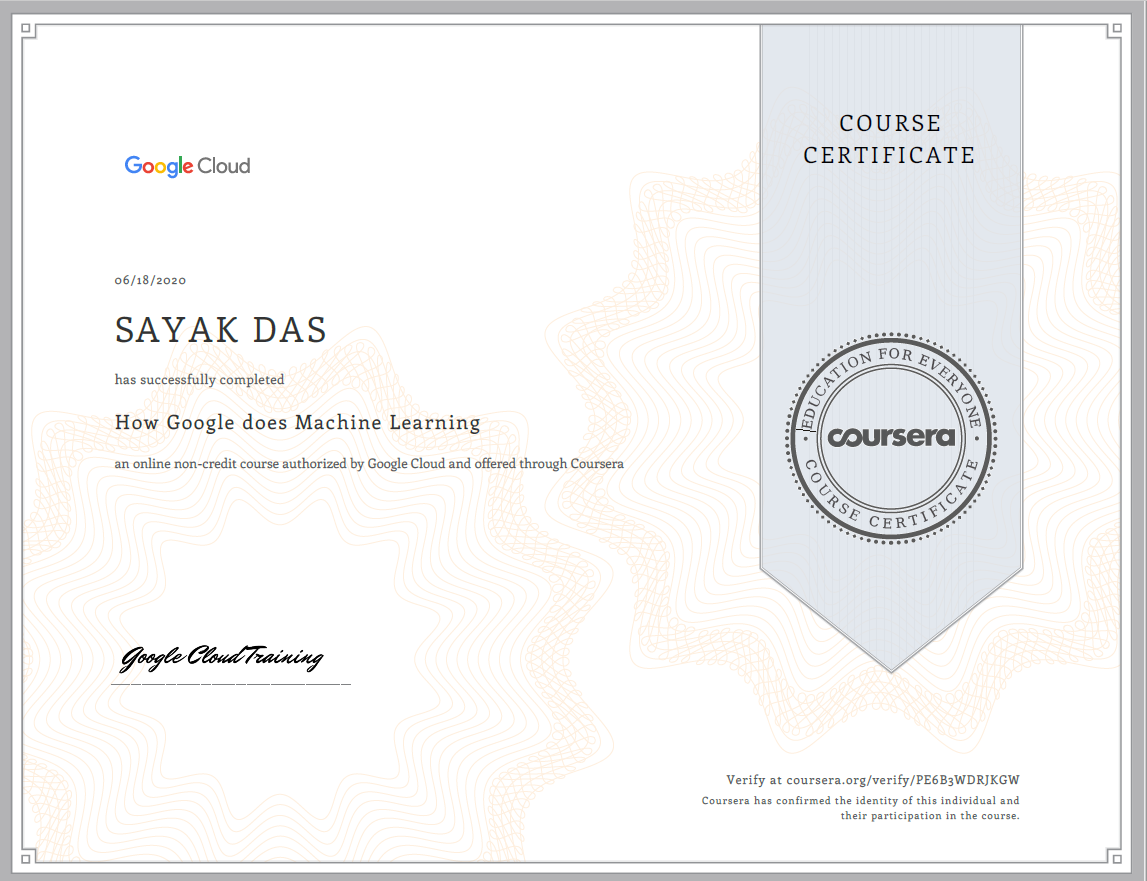 COURSE
CERTIFICATE
Google Cloud
06/18/2020
SAYAK DAS
has successfully completed
How Google does Machine Learning
an online non-credit course authorized by Google Cloud and offered through Coursera
EDUCATION FOR EVERYONE
coursera
COURSE CERTIFICATE
Google Cloud Training
Verify at coursera.org/verify/PE6B3WDRJKGW
Coursera has confirmed the identity of this individual and
their participation in the course.